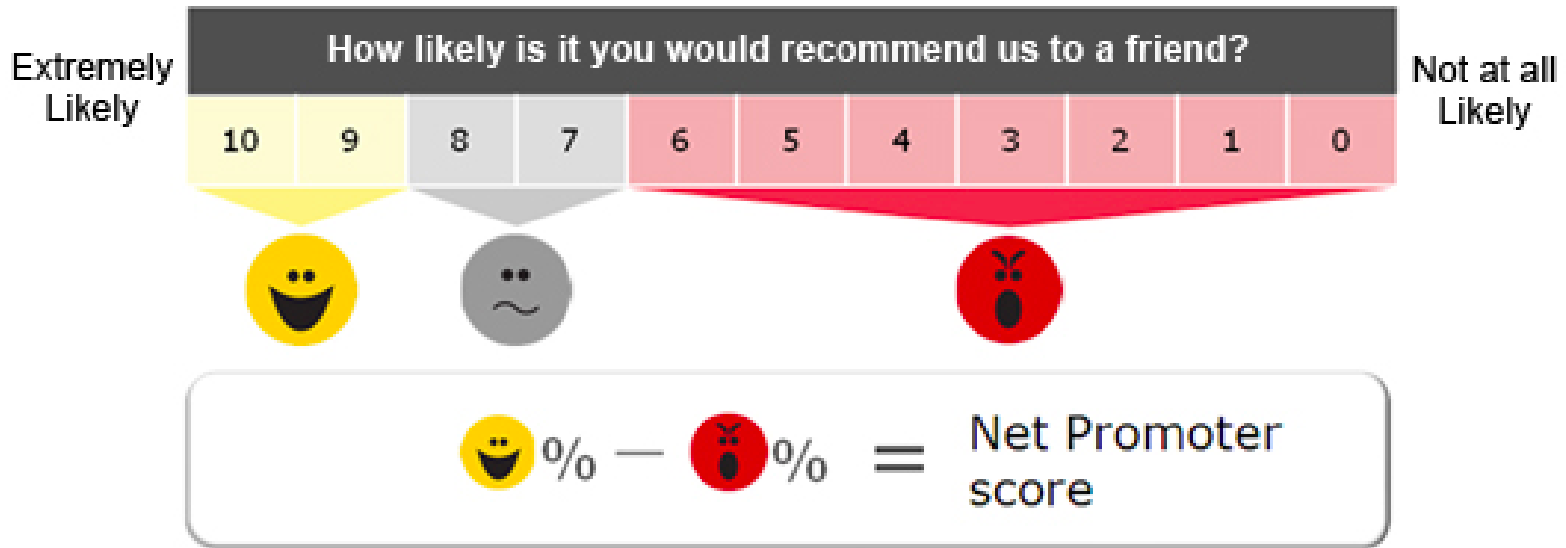 How likely is it you would recommend us to a friend?
Extremely
Likely
Not at all
Likely
10 9 8 7 6 5 4 3 2 1 0
% — % = Net Promoter
score